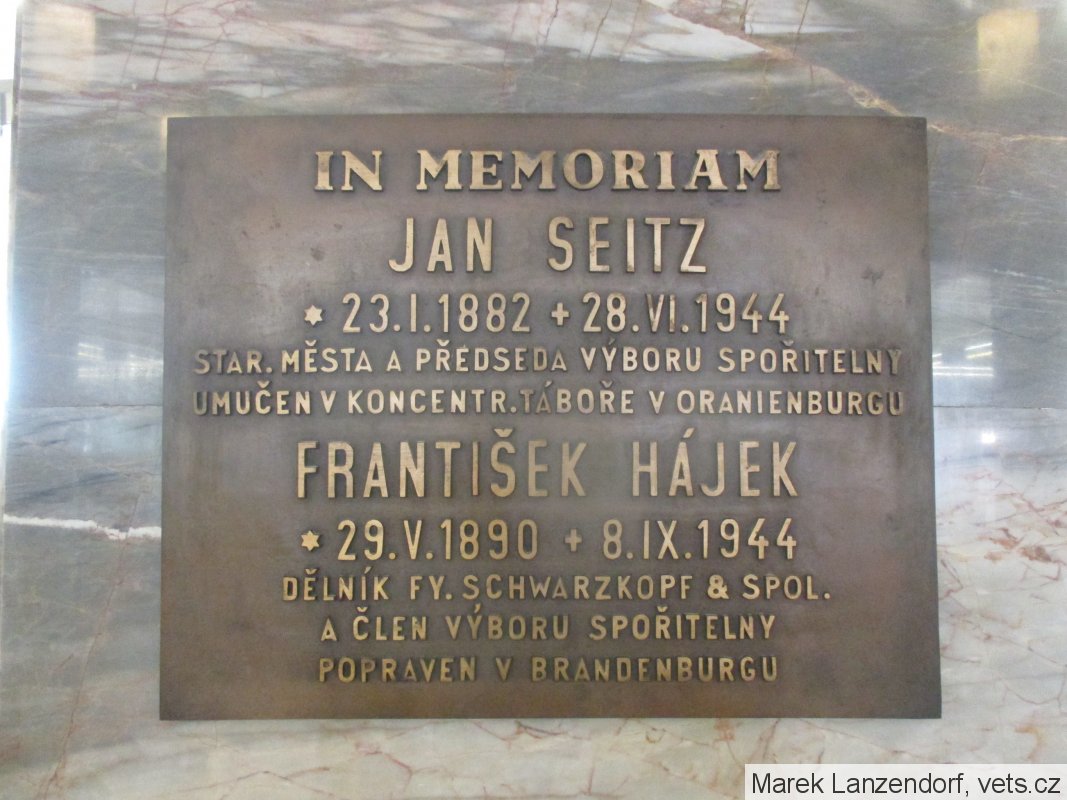 IN MEMORIAM
JAN SEITZ
* 23.I.1882 + 28.VI.1944
STAR. MĚSTA A PŘEDSEDA VÝBORU SPOŘITELNY
UMUČEN V KONCENTR. TÁBOŘE V ORANIENBURGU
FRANTIŠEK HÁJEK
* 29.V.1890 + 8.IX.1944
DĚLNÍK FY. SCHWARZKOPF & SPOL.
A ČLEN VÝBORU SPOŘITELNY
POPRAVEN V BRANDENBURGU
Marek Lanzendorf, vets.cz